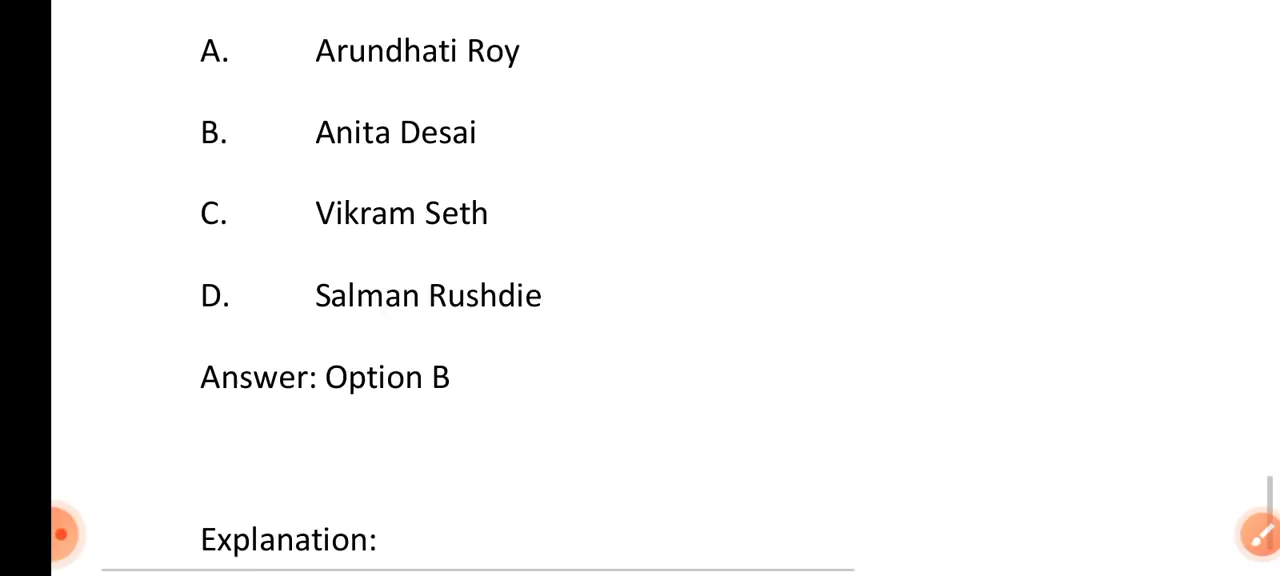 A. Arundhati Roy
B. Anita Desai
C. Vikram Seth
D. Salman Rushdie
Answer: Option B
Explanation: